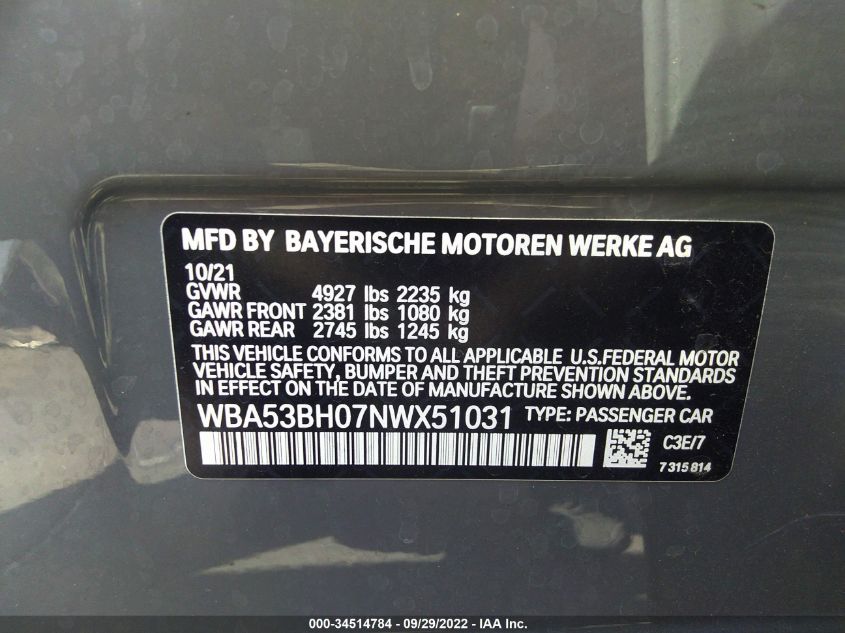 MFD BY BAYERISCHE MOTOREN WERKE AG
10/21
GVWR 4927 lbs 2235 kg
GAWR FRONT 2381 lbs 1080 kg
GAWR REAR 2745 lbs 1245 kg
THIS VEHICLE CONFORMS TO ALL APPLICABLE U.S.FEDERAL MOTOR
VEHICLE SAFETY, BUMPER AND THEFT PREVENTION STANDARDS
IN EFFECT ON THE DATE OF MANUFACTURE SHOWN ABOVE.
WBA53BH07NWX51031 TYPE: PASSENGER CAR
C3E/7
7315814
000-34514784 - 09/29/2022 - IAA Inc.